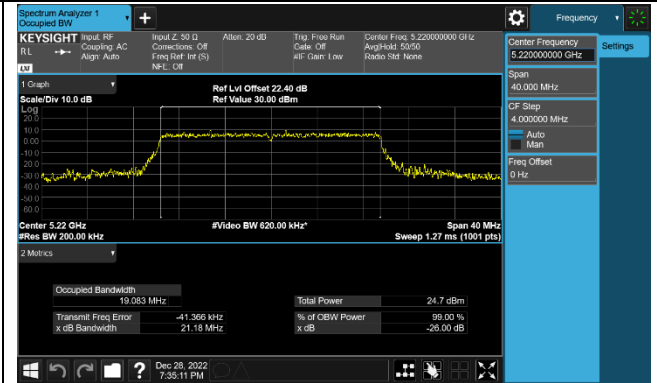 Spectrum Analyzer 1
Occupied BW
Frequency
KEYSIGHT
RL
LXI
Input: RF
Coupling: AC
Align: Auto
Input Z: 50 Ω
Corrections: Off
Freq Ref: Int (S)
NFE: Off
Atten: 20 dB
Trig: Free Run
Gate: Off
#IF Gain: Low
Center Freq: 5.220000000 GHz
Avg|Hold: 50/50
Radio Std: None
Center Frequency
5.220000000 GHz
Settings
Span
40.000 MHz
CF Step
4.000000 MHz
Auto
Man
Freq Offset
0 Hz
1 Graph
Scale/Div 10.0 dB
Ref Lvl Offset 22.40 dB
Ref Value 30.00 dBm
Log
20.0
10.0
0.00
-10.0
-20.0
-30.0
-40.0
-50.0
-60.0
Center 5.22 GHz
#Res BW 200.00 kHz
#Video BW 620.00 kHz*
Span 40 MHz
Sweep 1.27 ms (1001 pts)
2 Metrics
Occupied Bandwidth
19.083 MHz
Total Power 24.7 dBm
Transmit Freq Error -41.366 kHz
% of OBW Power 99.00 %
x dB Bandwidth 21.18 MHz
x dB -26.00 dB
?
Dec 28, 2022
7:35:11 PM